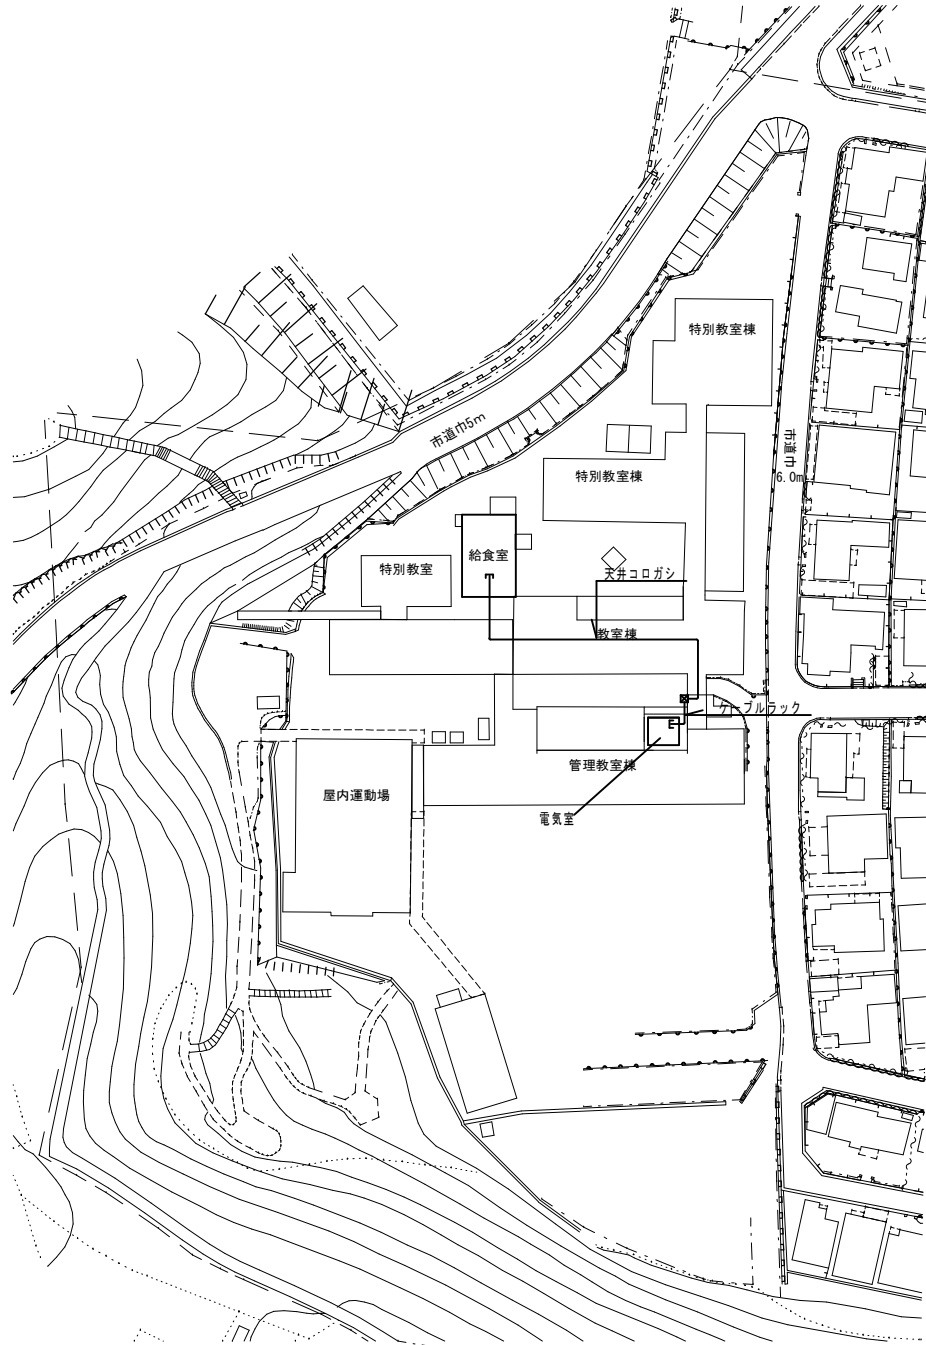 特別教室棟
市道巾5m
市道巾
6.0m
特別教室棟
給食室
特別教室
天井コロガシ
教室棟
ケーブルラック
管理教室棟
屋内運動場
電気室